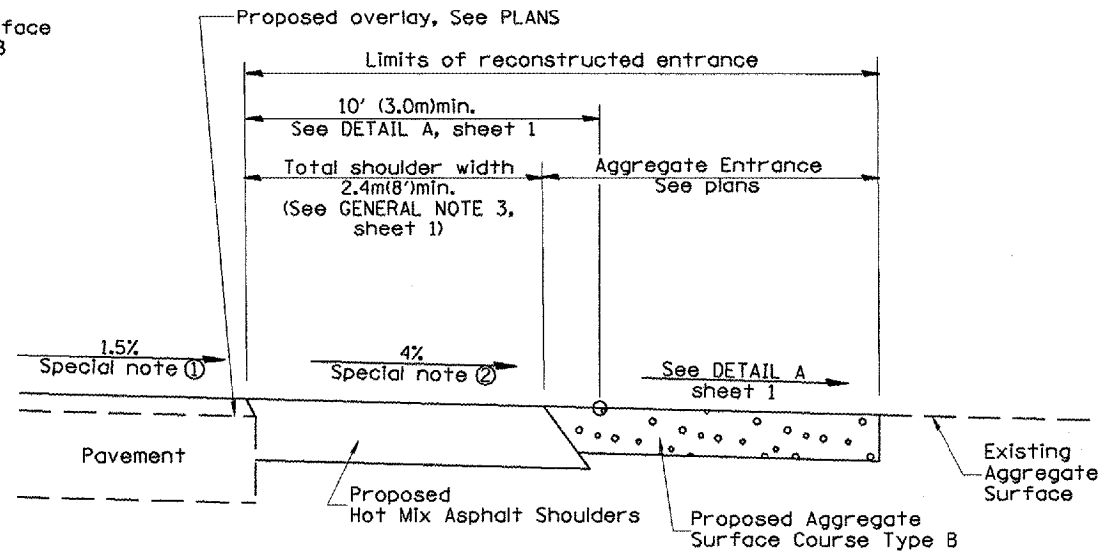 face
B
Proposed overlay, See PLANS
Limits of reconstructed entrance
10' (3.0m)min.
See DETAIL A, sheet 1
Total shoulder width
2.4m(8')min.
(See GENERAL NOTE 3,
sheet 1)
Aggregate Entrance
See plans
1.5%
Special note ①
4%
Special note ②
See DETAIL A
sheet 1
Pavement
Proposed
Hot Mix Asphalt Shoulders
Proposed Aggregate
Surface Course Type B
Existing
Aggregate
Surface